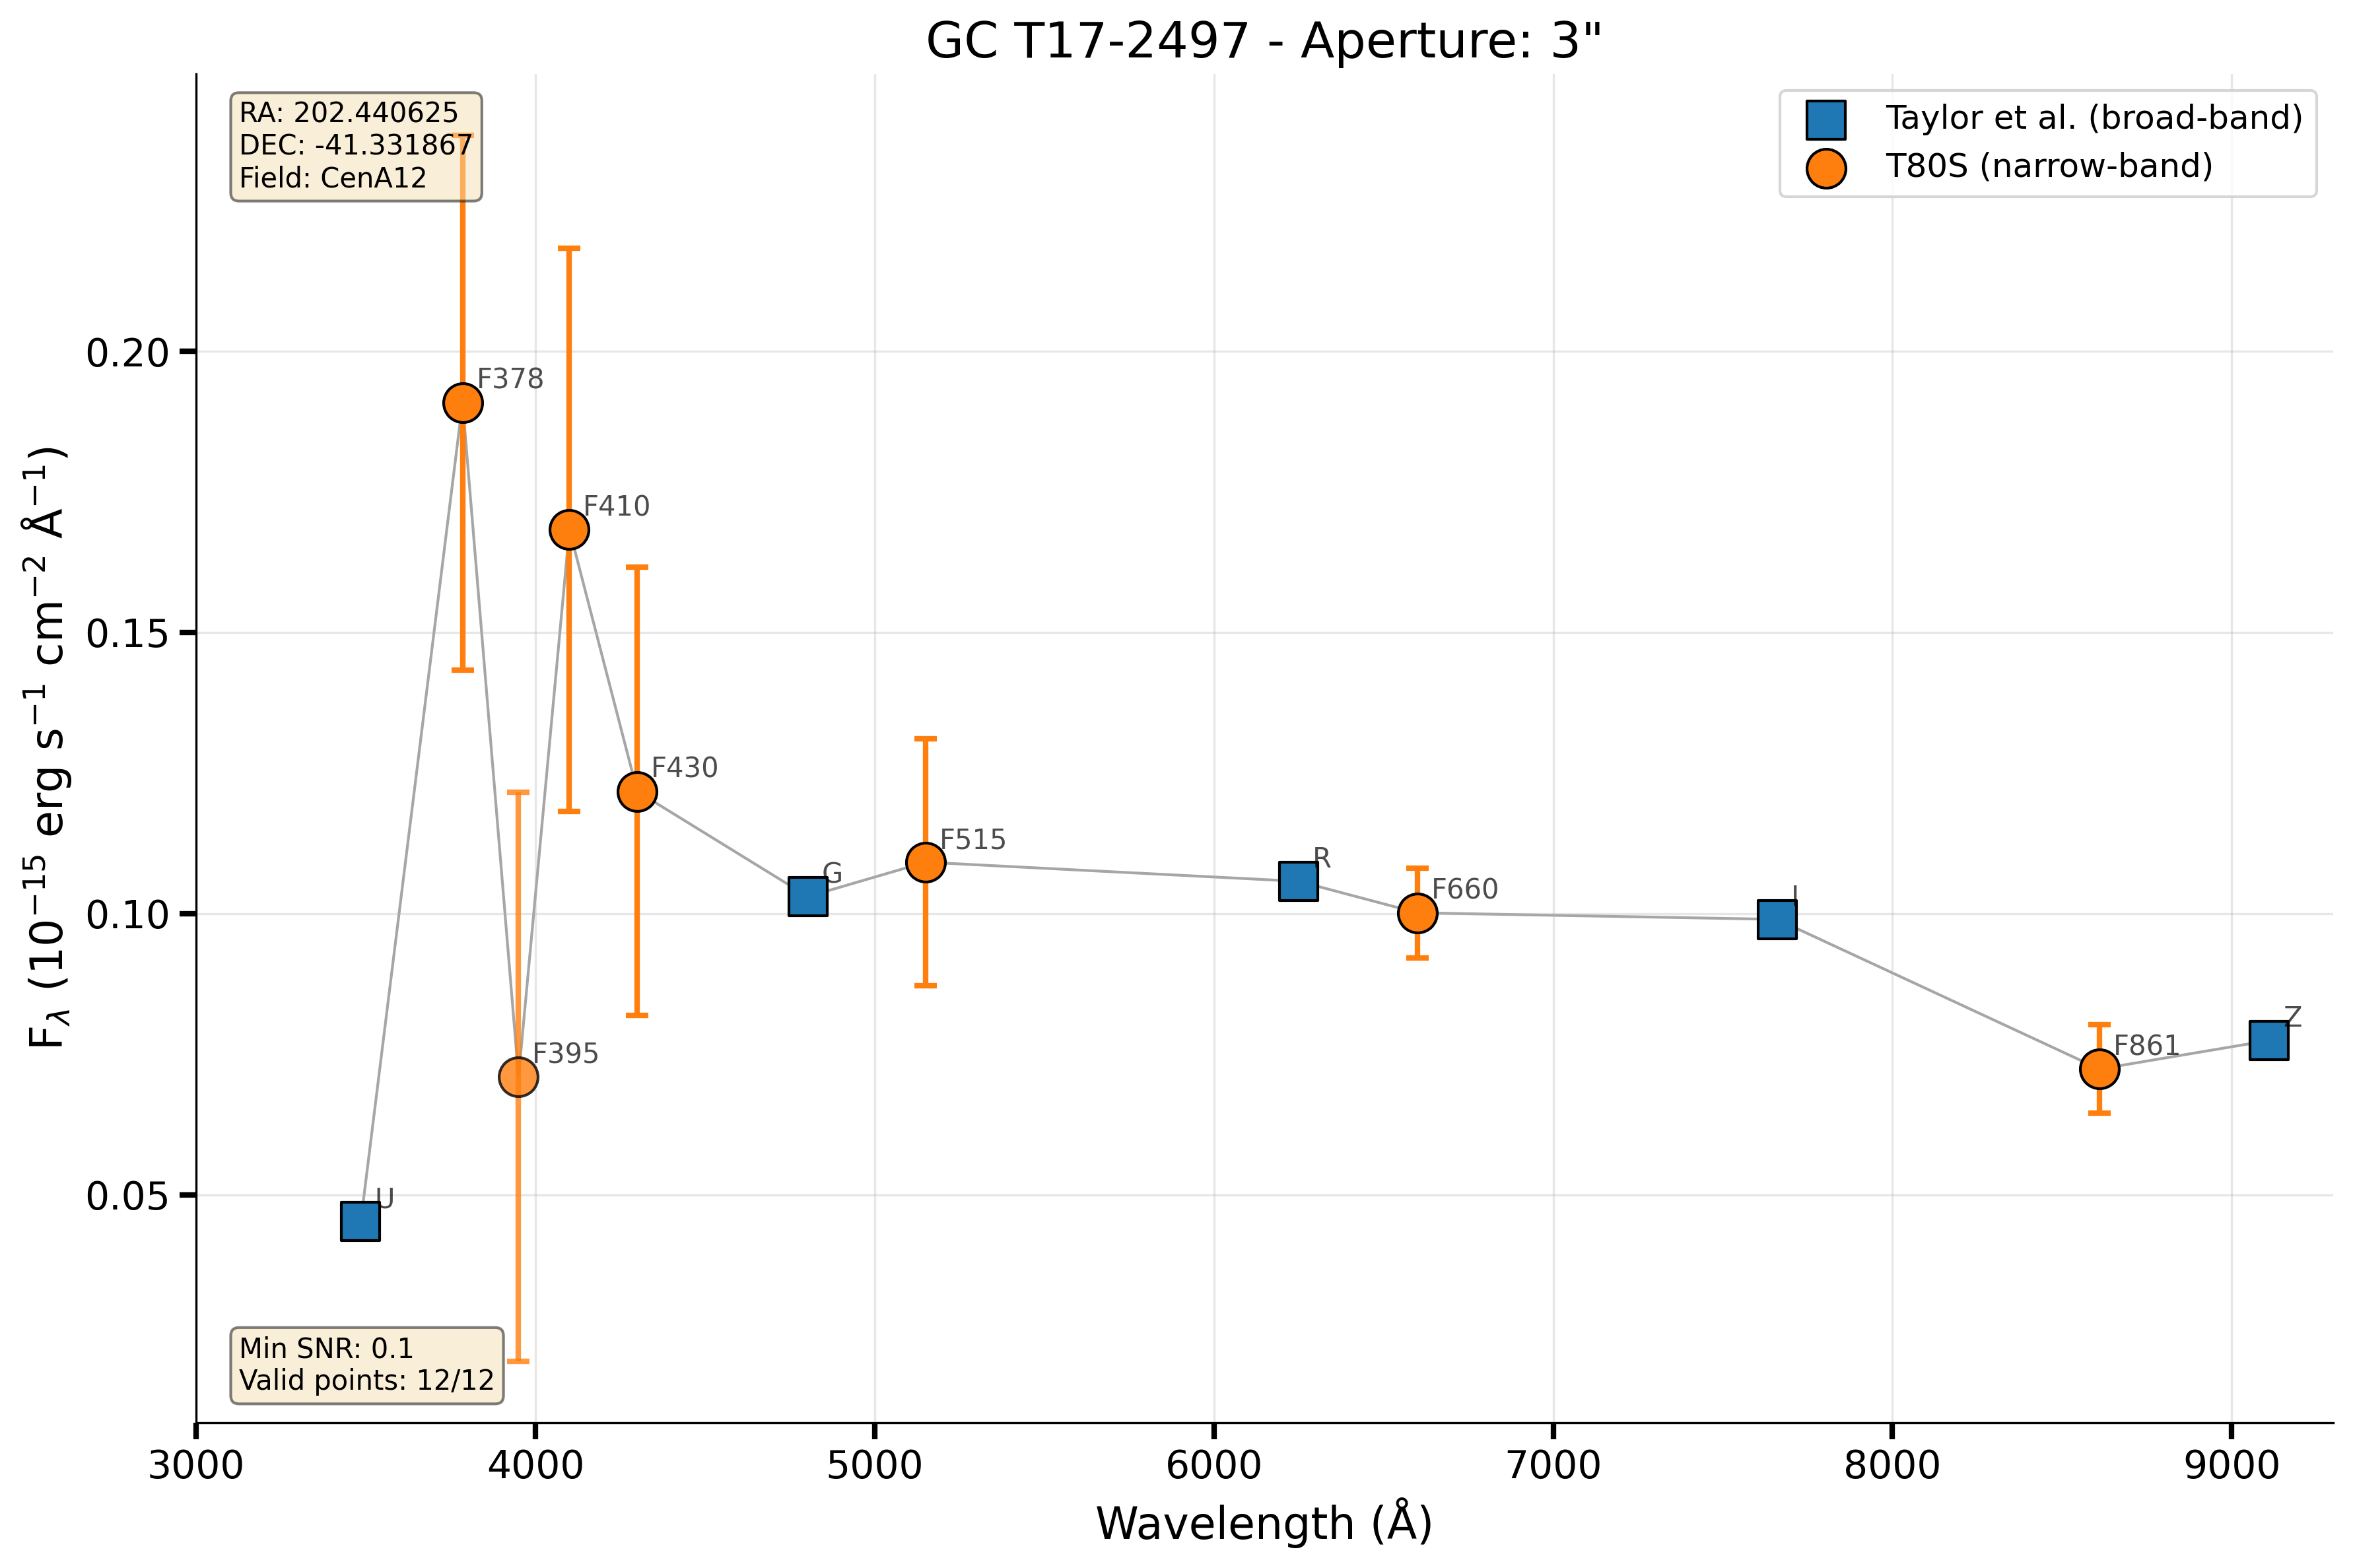 GC T17-2497 - Aperture: 3"
RA: 202.440625
DEC: -41.331867
Field: CenA12
Taylor et al. (broad-band)
T80S (narrow-band)
F378
F410
F430
F395
F515
F660
F861
U
G
R
I
Z
0.20
0.15
0.10
0.05
F_λ (10⁻¹⁵ erg s⁻¹ cm⁻² Å⁻¹)
Min SNR: 0.1
Valid points: 12/12
3000 4000 5000 6000 7000 8000 9000
Wavelength (Å)